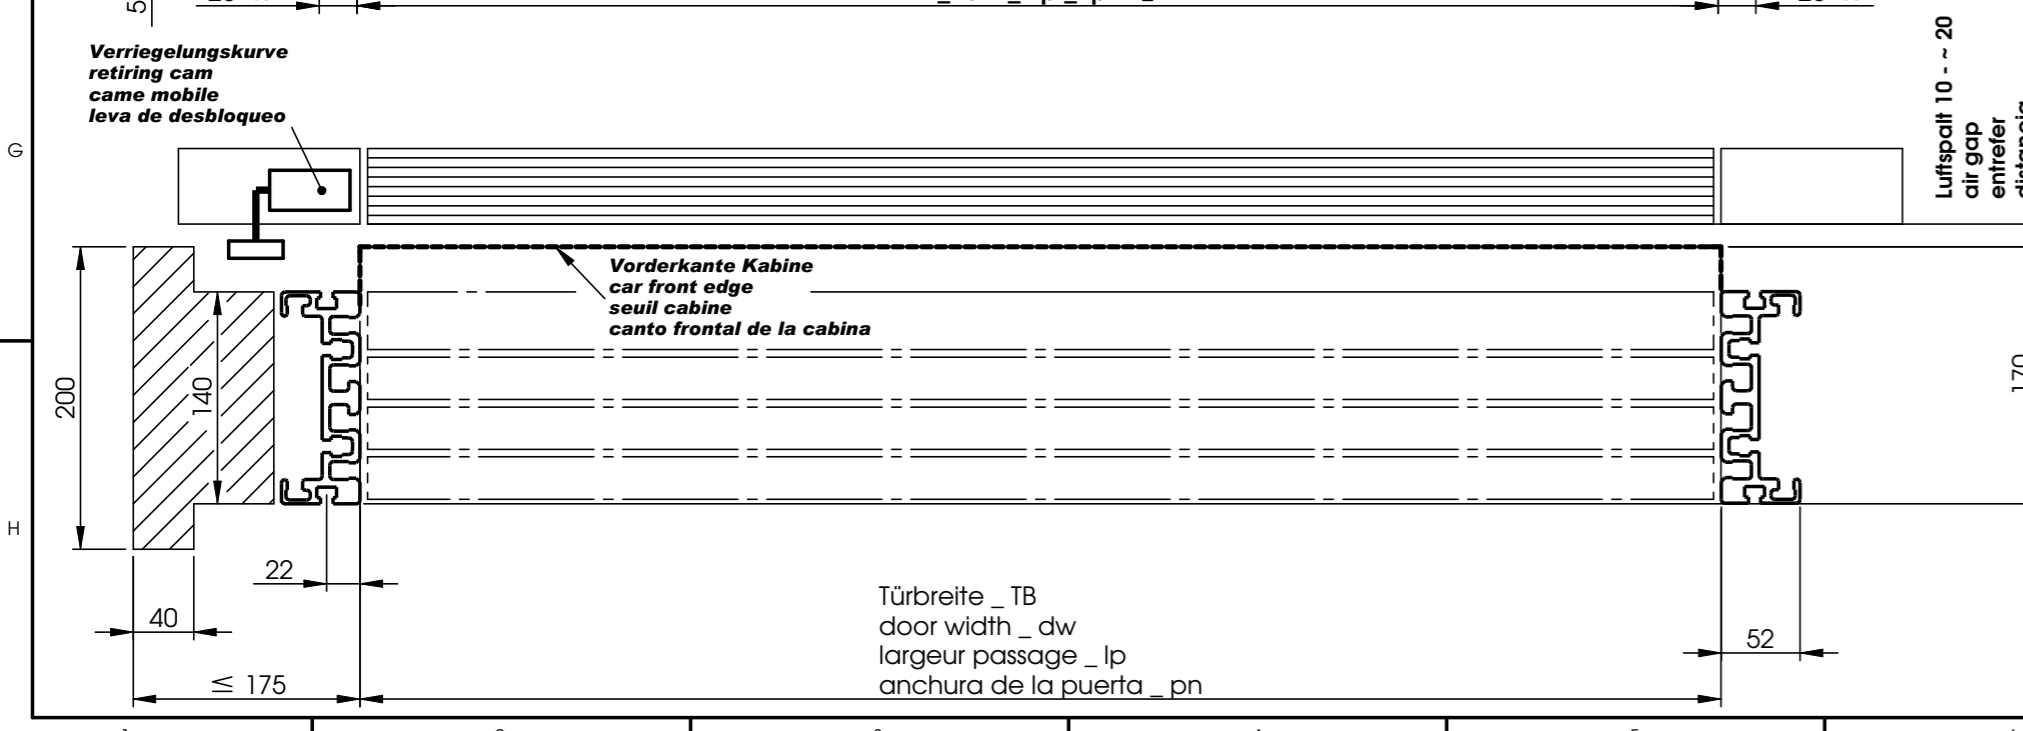 Verriegelungskurve
retiring cam
came mobile
leva de desbloqueo
Luftspalt 10 - ~ 20
air gap
entrefer
distancia
G
Vorderkante Kabine
car front edge
seuil cabine
canto frontal de la cabina
200
140
170
H
22
40
≤ 175
Türbreite _ TB
door width _ dw
largeur passage _ lp
anchura de la puerta _ pn
52